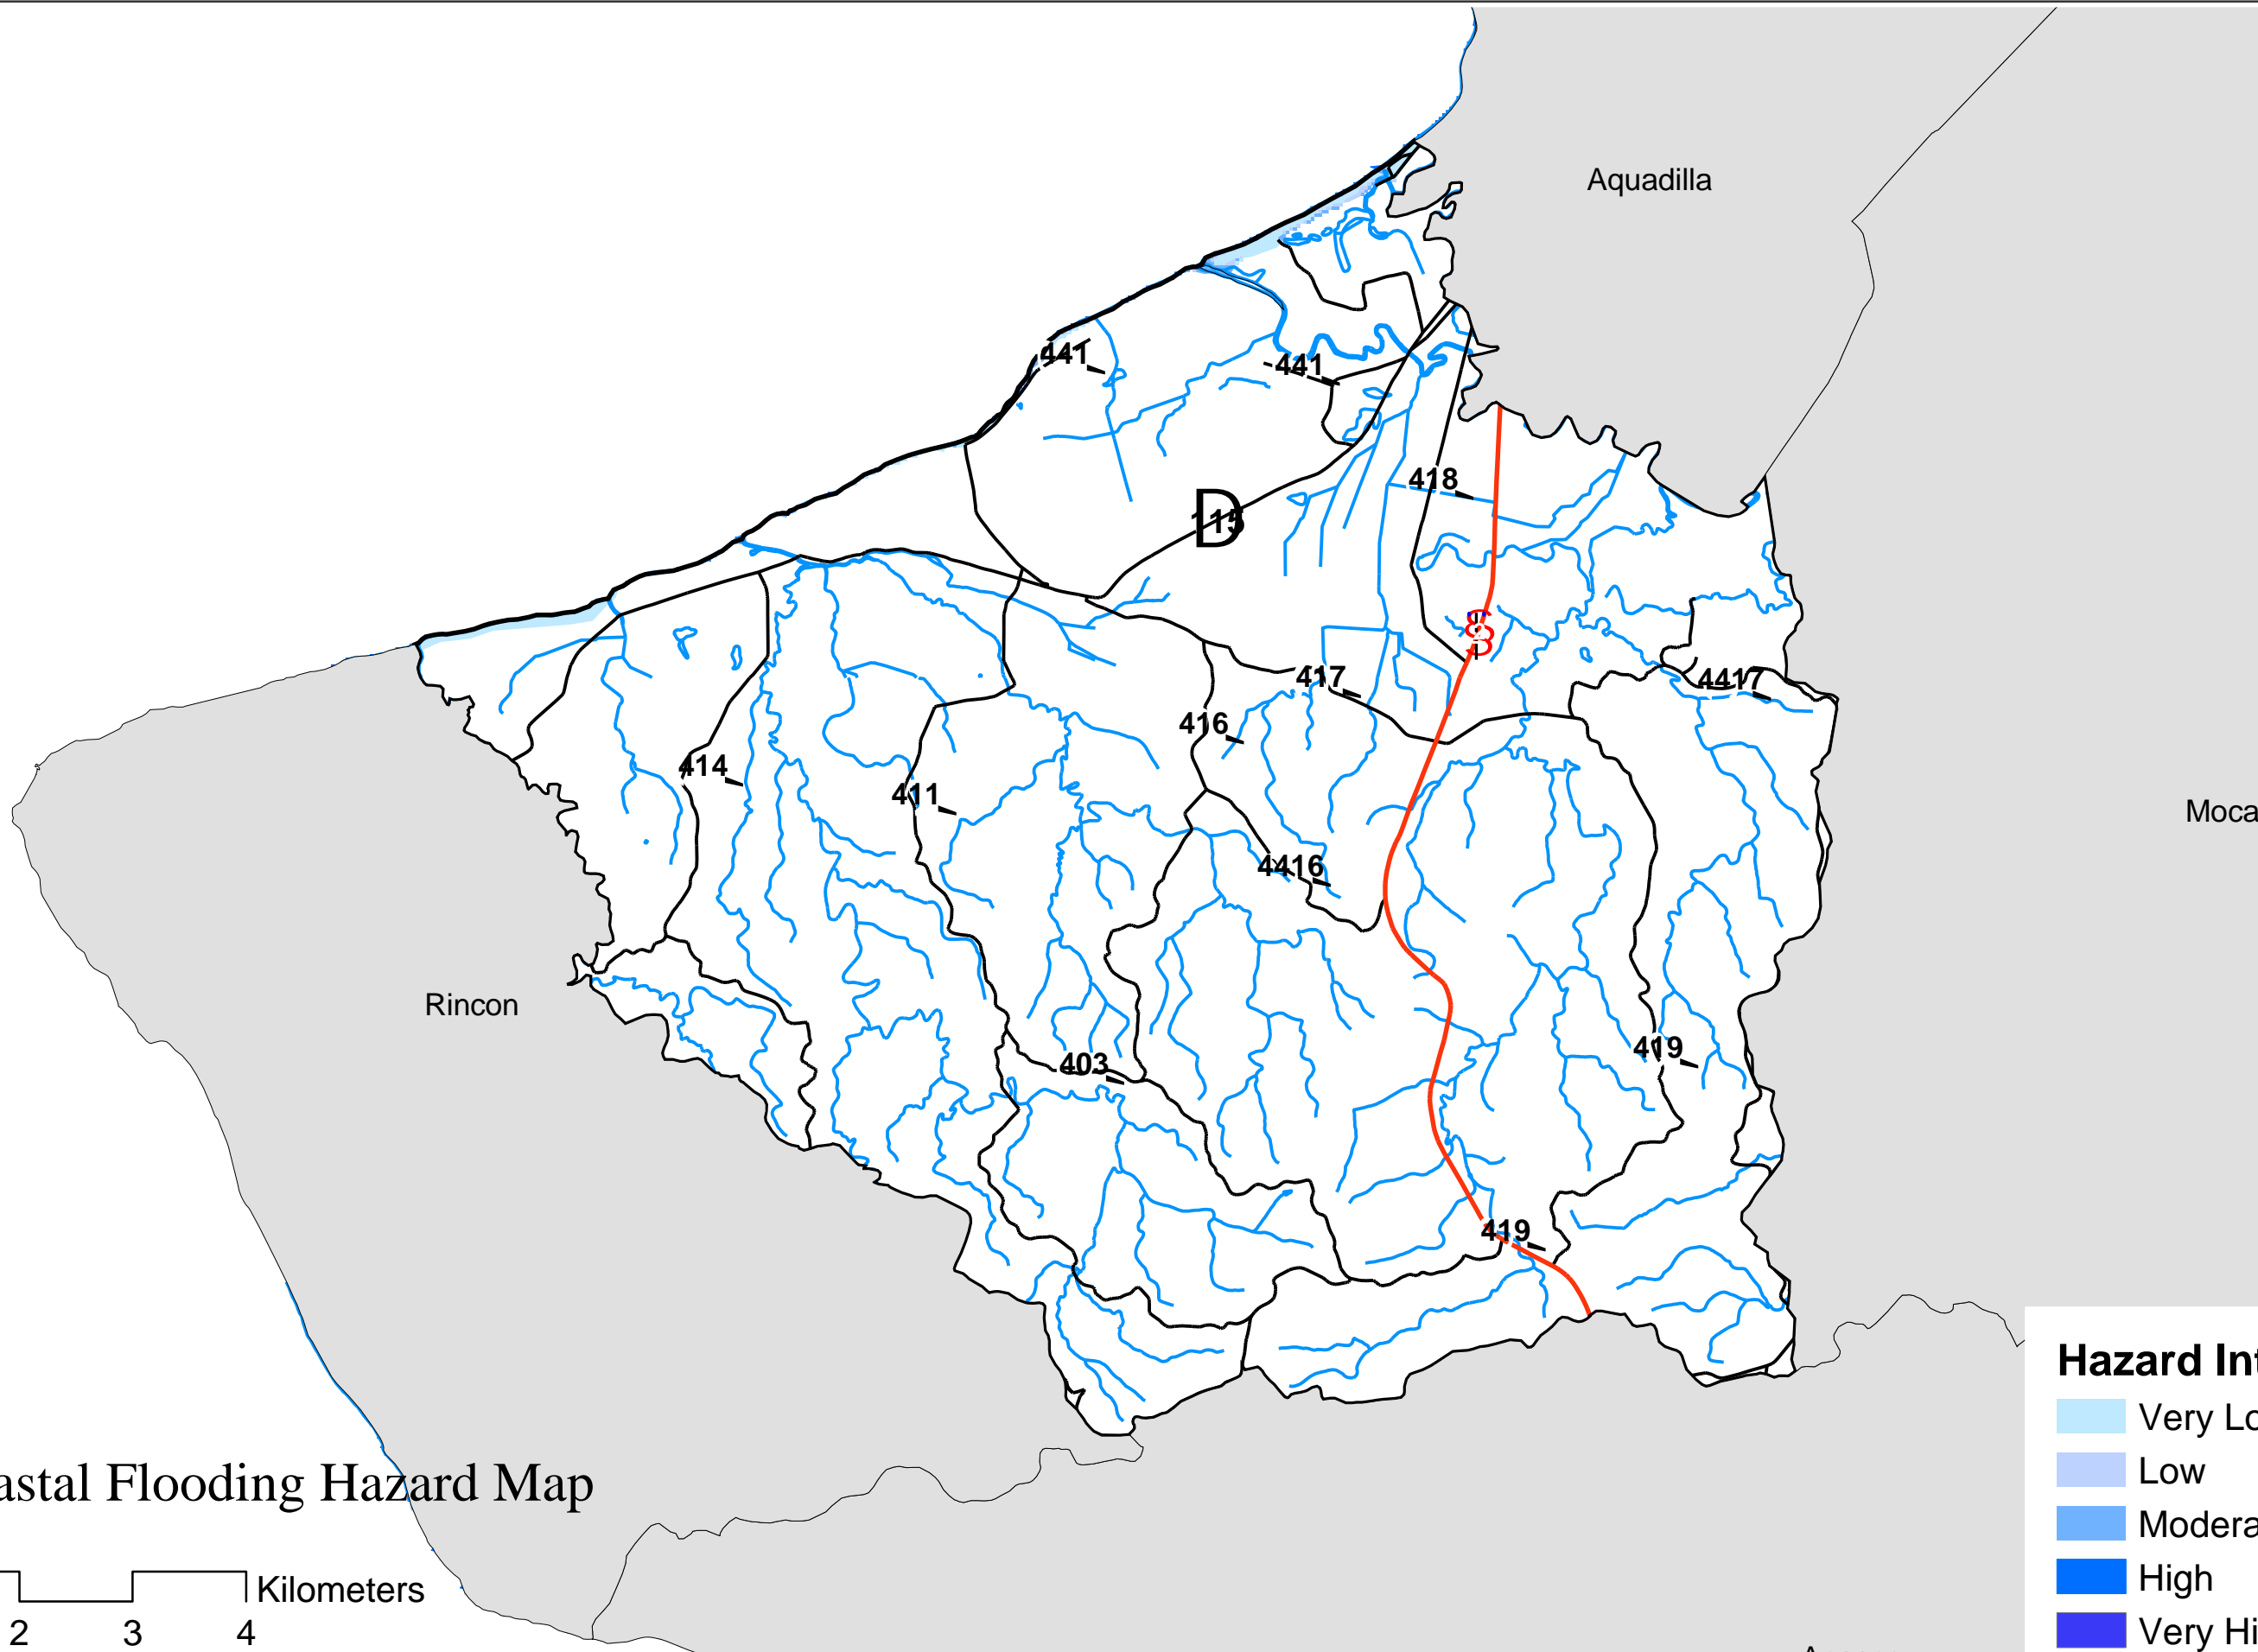 Aquadilla
441
441
418
D
115
417
4417
416
414
411
Moca
4416
Rincon
419
403
419
Hazard Int
Very Lo
Low
astal Flooding Hazard Map
Modera
High
Kilometers
Very Hi
2 3 4